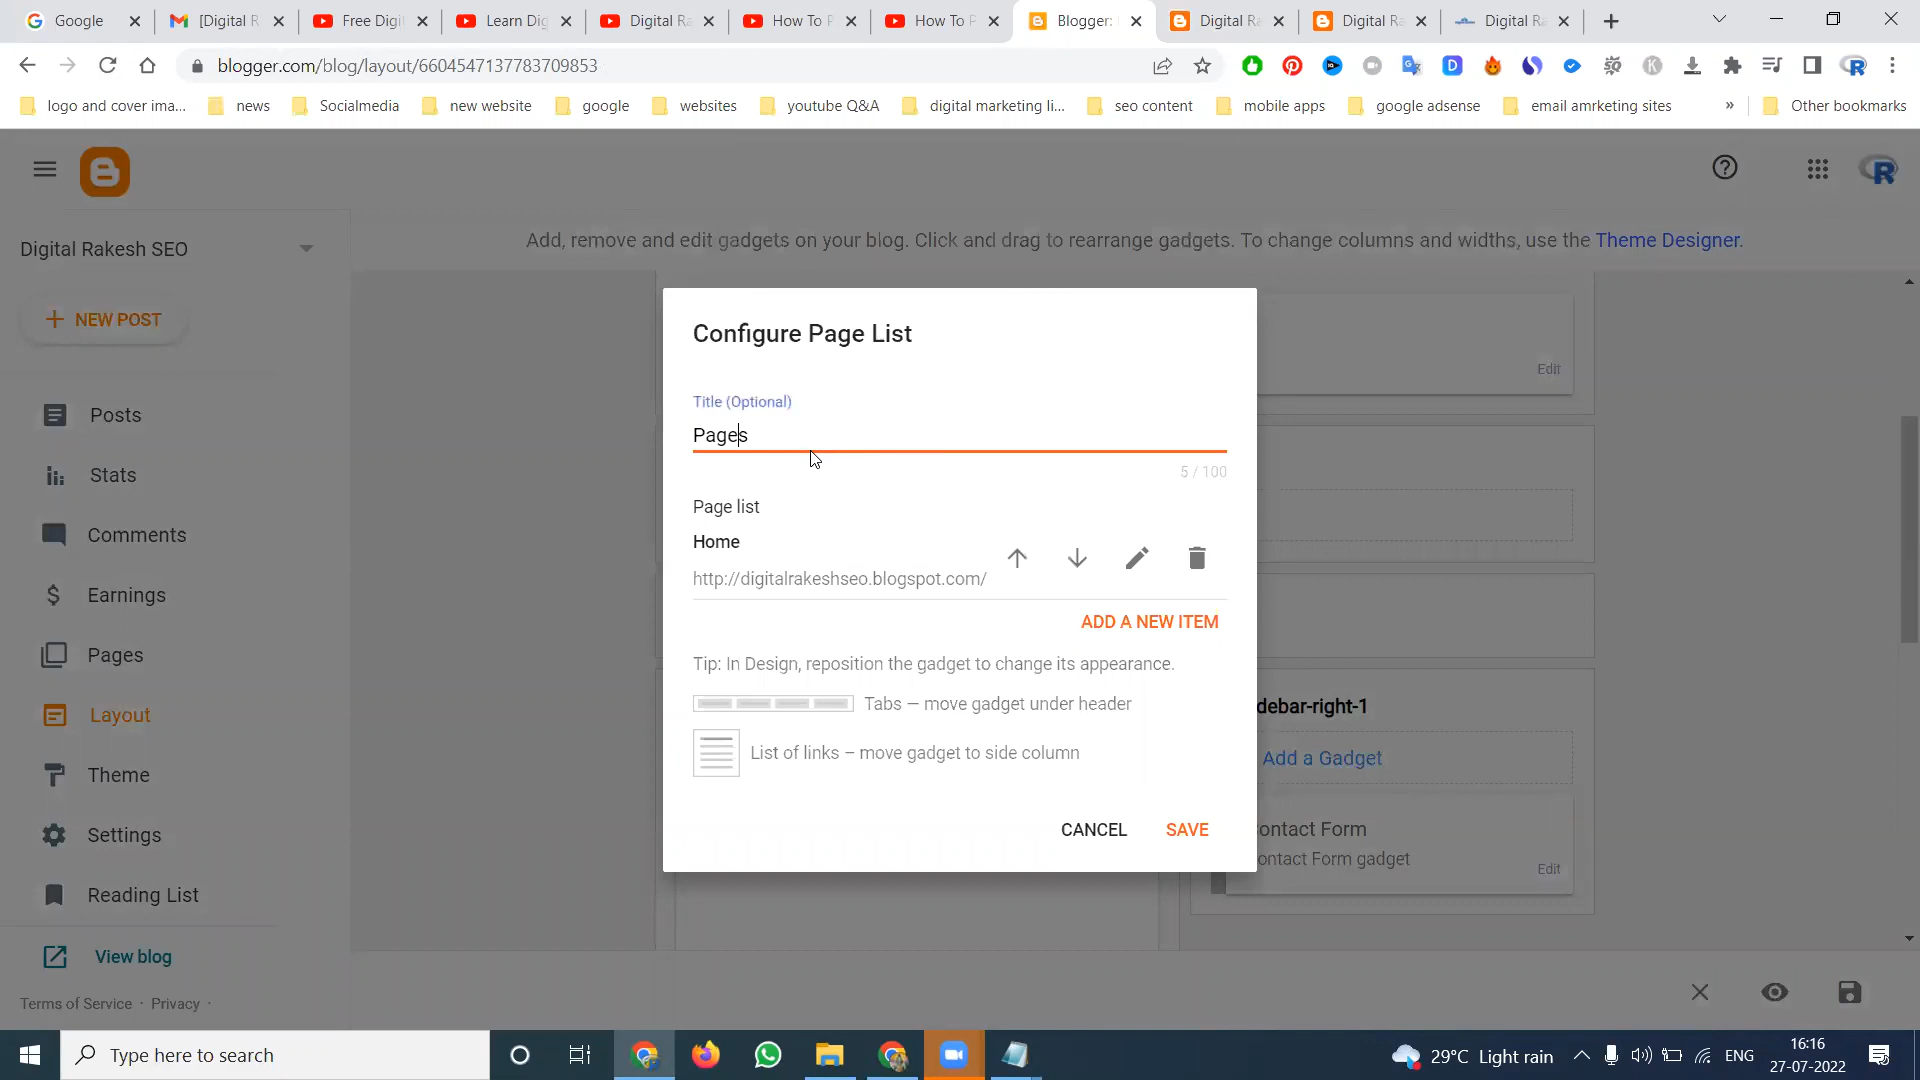 Google
[Digital R
Free Digi
Learn Dig
Digital Ra
How To P
How To P
Blogger:
Digital Ra
Digital Ra
Digital Ra
blogger.com/blog/layout/6604547137783709853
logo and cover ima...
news
Socialmedia
new website
google
websites
youtube Q&A
digital marketing li...
seo content
mobile apps
google adsense
email amrketing sites
»
Other bookmarks
Digital Rakesh SEO
Add, remove and edit gadgets on your blog. Click and drag to rearrange gadgets. To change columns and widths, use the Theme Designer.
NEW POST
Posts
Stats
Comments
Earnings
Pages
Layout
Theme
Settings
Reading List
View blog
Terms of Service · Privacy ·
Configure Page List
Title (Optional)
Pages
5 / 100
Page list
Home
http://digitalrakeshseo.blogspot.com/
ADD A NEW ITEM
Tip: In Design, reposition the gadget to change its appearance.
Tabs – move gadget under header
List of links – move gadget to side column
CANCEL
SAVE
Edit
debar-right-1
Add a Gadget
ontact Form
ontact Form gadget
Edit
Type here to search
29°C Light rain
ENG
16:16
27-07-2022